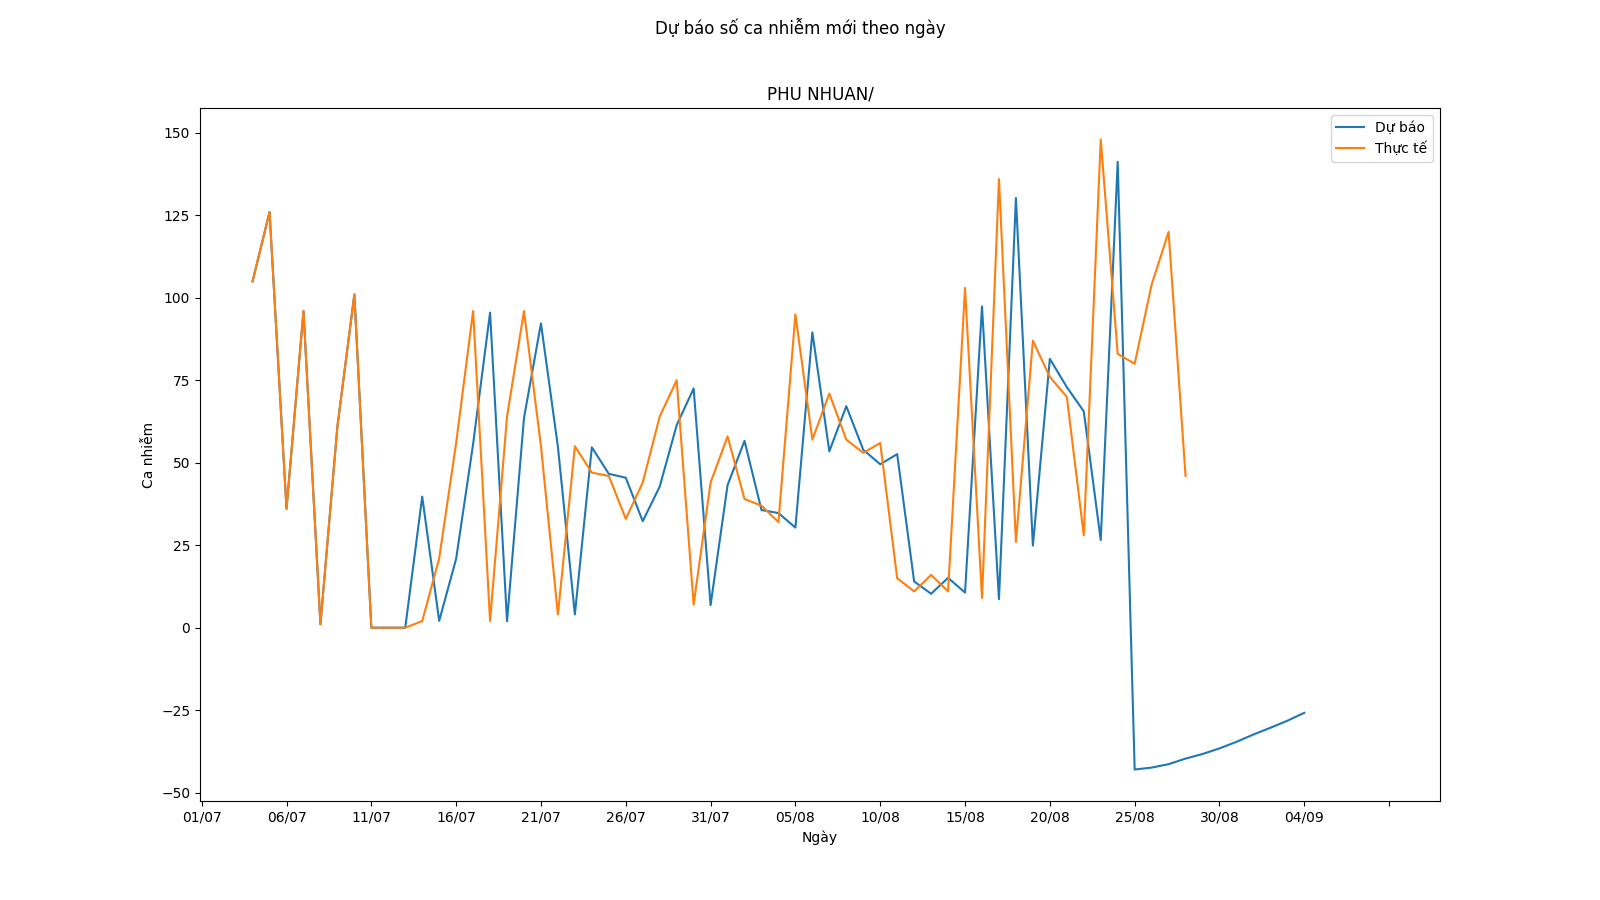 Dự báo số ca nhiễm mới theo ngày
PHU NHUAN/
Dự báo
Thực tế
150
125
100
75
50
25
0
−25
−50
Ca nhiễm
01/07 06/07 11/07 16/07 21/07 26/07 31/07 05/08 10/08 15/08 20/08 25/08 30/08 04/09
Ngày